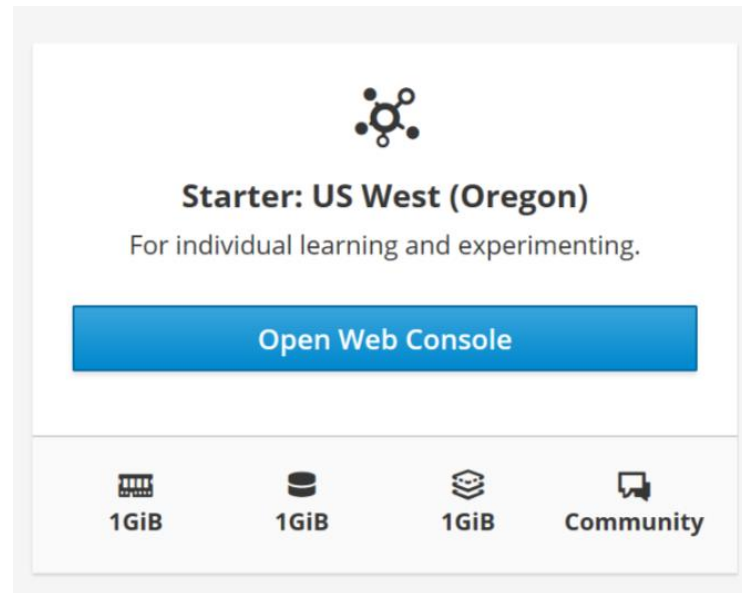 Starter: US West (Oregon)
For individual learning and experimenting.
Open Web Console
1GiB 1GiB 1GiB Community